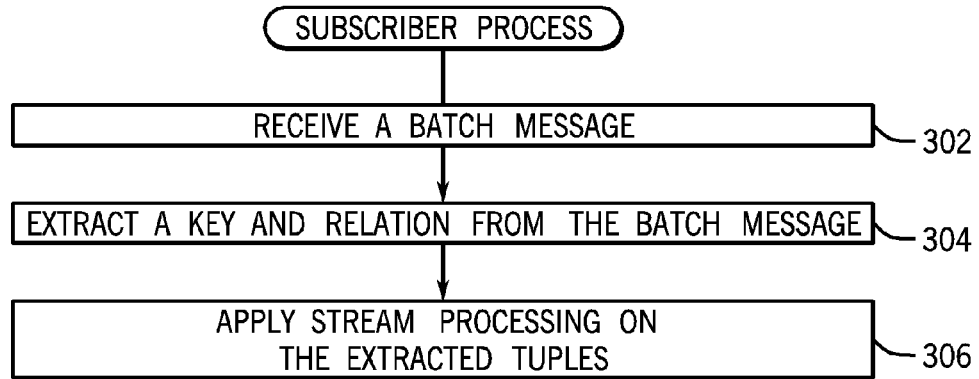 SUBSCRIBER PROCESS
RECEIVE A BATCH MESSAGE
302
EXTRACT A KEY AND RELATION FROM THE BATCH MESSAGE
304
APPLY STREAM PROCESSING ON
THE EXTRACTED TUPLES
306